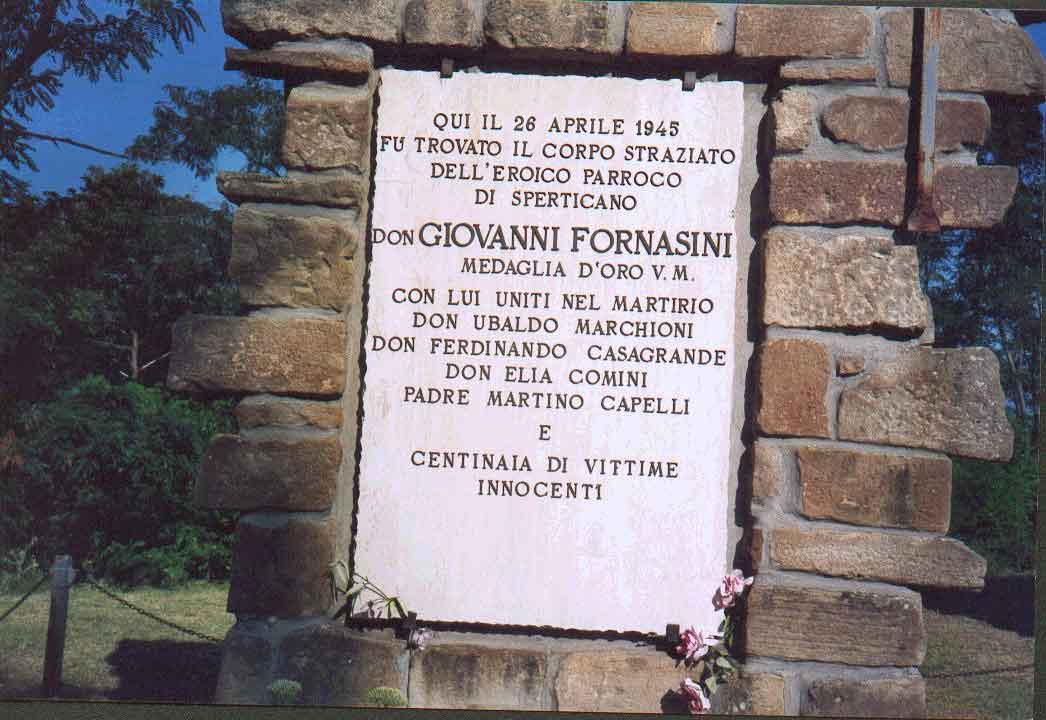 QUI IL 26 APRILE 1945
FU TROVATO IL CORPO STRAZIATO
DELL'EROICO PARROCO
DI SPERTICANO
DON GIOVANNI FORNASINI
MEDAGLIA D'ORO V. M.
CON LUI UNITI NEL MARTIRIO
DON UBALDO MARCHIONI
DON FERDINANDO CASAGRANDE
DON ELIA COMINI
PADRE MARTINO CAPELLI
E
CENTINAIA DI VITTIME
INNOCENTI